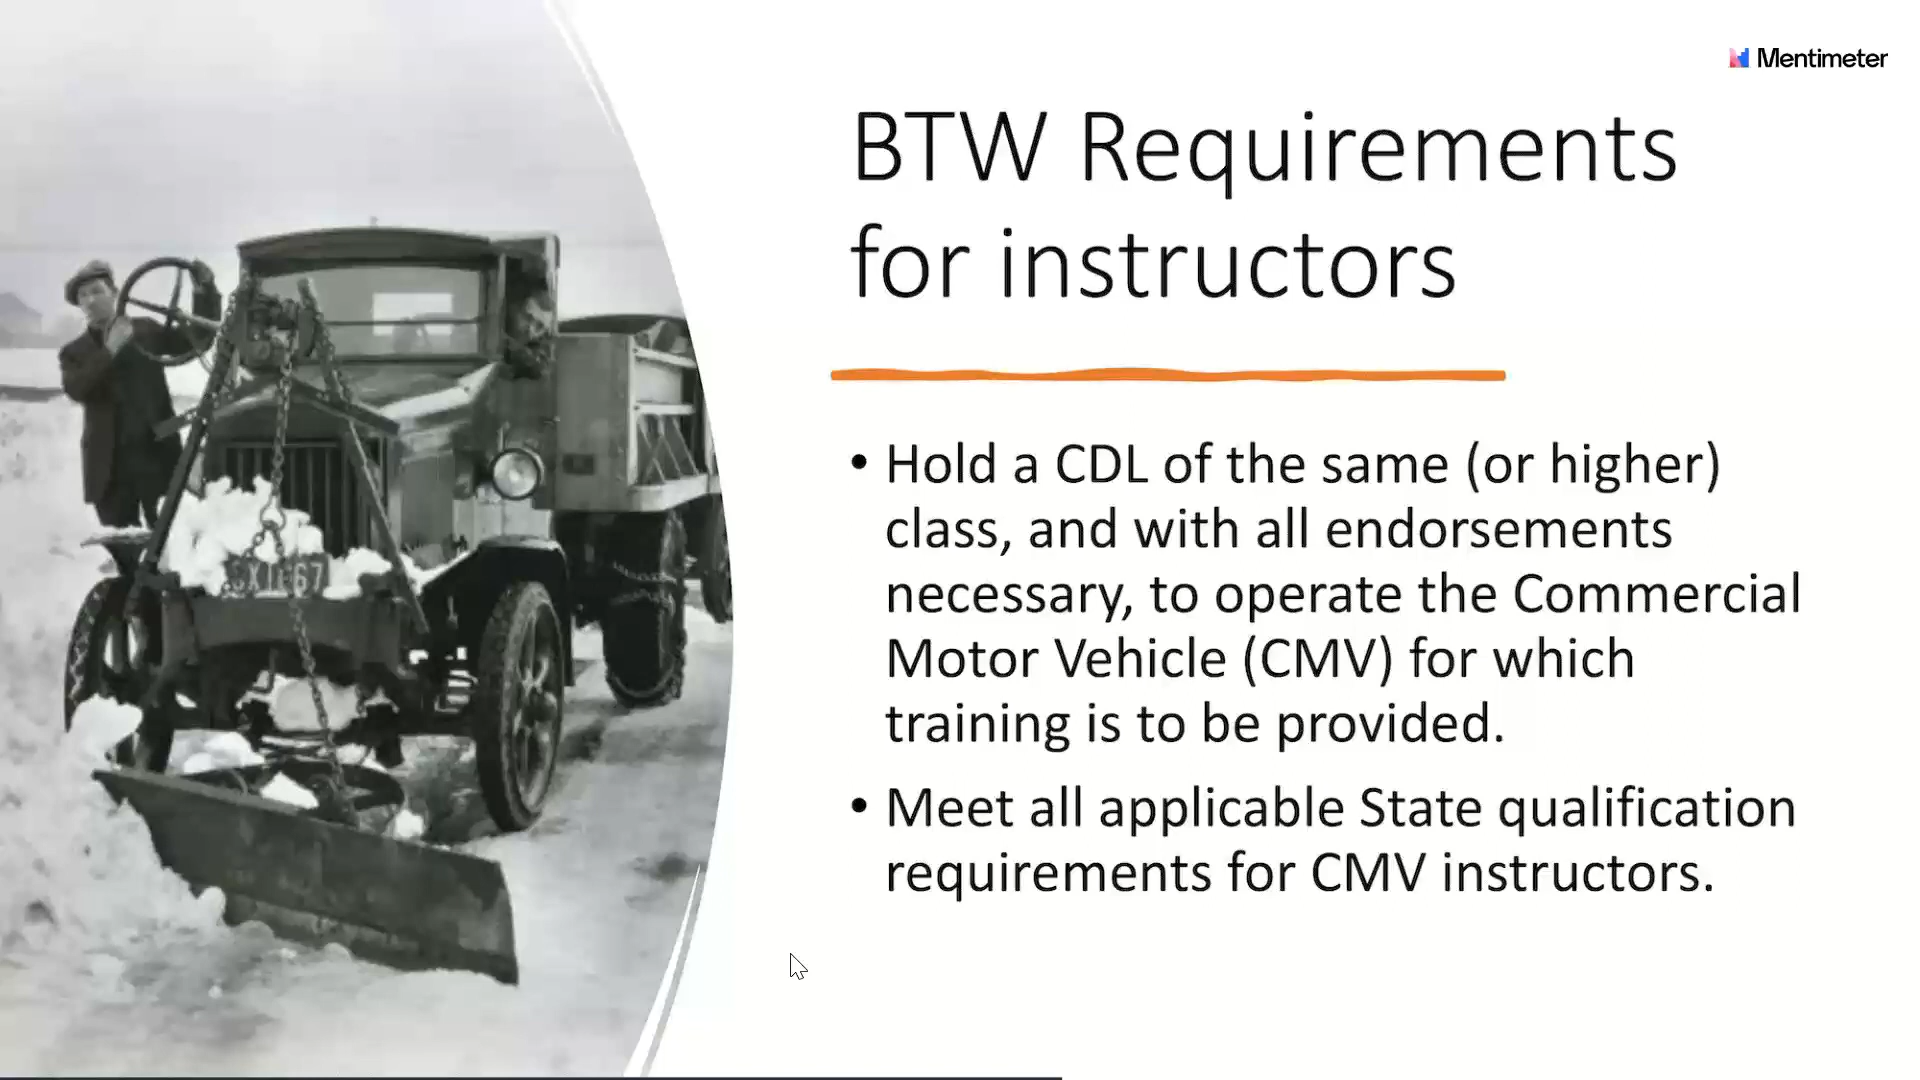 Mentimeter
BTW Requirements
for instructors
• Hold a CDL of the same (or higher)
class, and with all endorsements
necessary, to operate the Commercial
Motor Vehicle (CMV) for which
training is to be provided.
• Meet all applicable State qualification
requirements for CMV instructors.